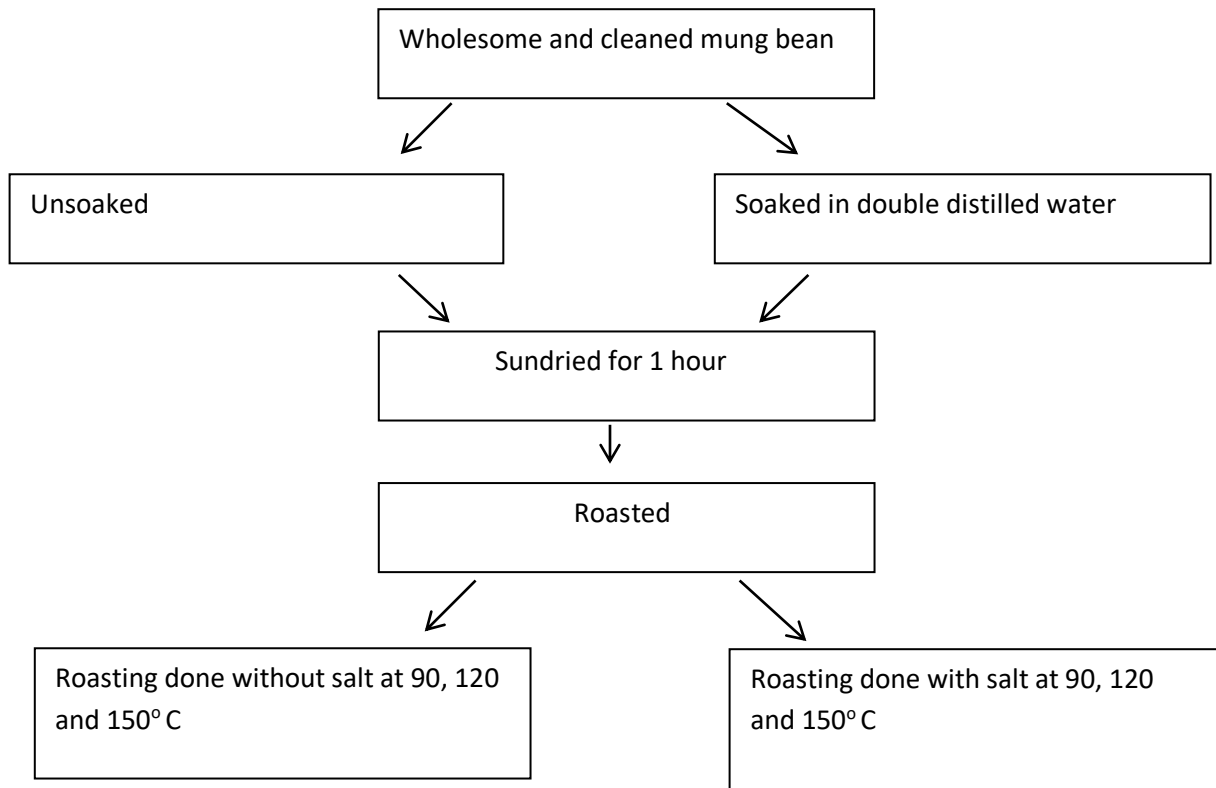 Wholesome and cleaned mung bean
Unsoaked
Soaked in double distilled water
Sundried for 1 hour
Roasted
Roasting done without salt at 90, 120
and 150° C
Roasting done with salt at 90, 120
and 150° C